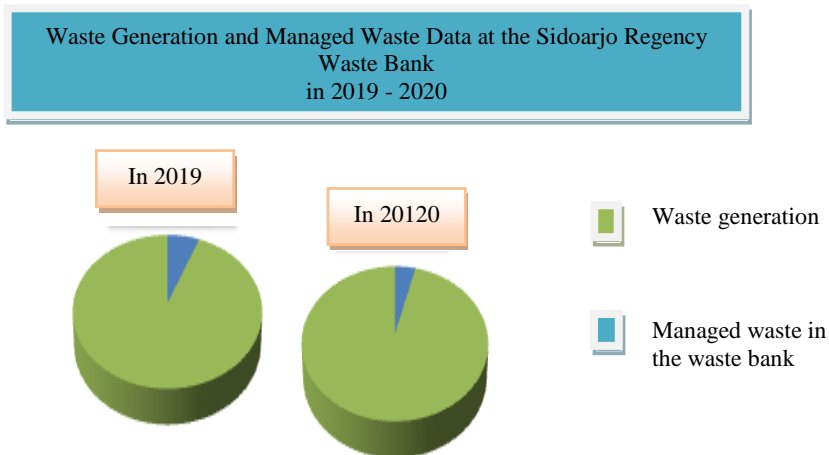 Waste Generation and Managed Waste Data at the Sidoarjo Regency
Waste Bank
in 2019 - 2020
In 2019
In 20120
Waste generation
Managed waste in
the waste bank